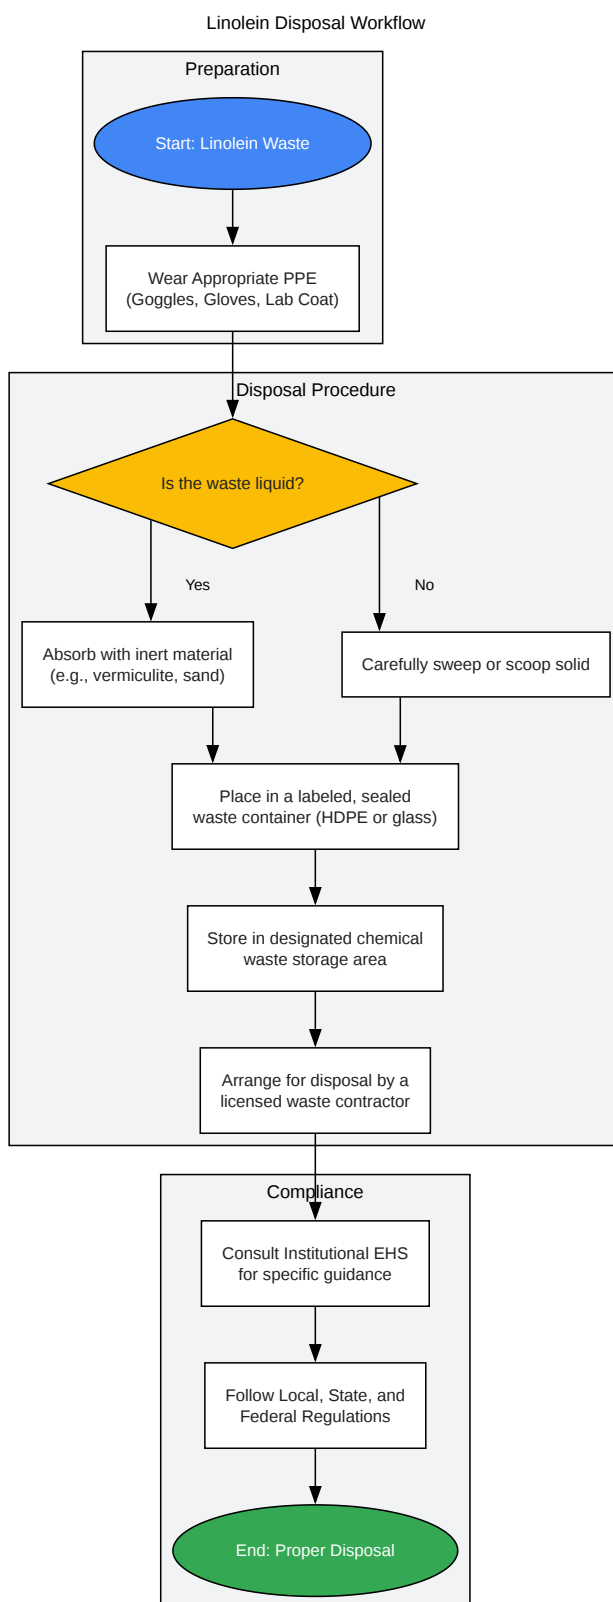 Linolein Disposal Workflow
Preparation
Start: Linolein Waste
Wear Appropriate PPE
(Goggles, Gloves, Lab Coat)
Disposal Procedure
Is the waste liquid?
Yes
No
Absorb with inert material
(e.g., vermiculite, sand)
Carefully sweep or scoop solid
Place in a labeled, sealed
waste container (HDPE or glass)
Store in designated chemical
waste storage area
Arrange for disposal by a
licensed waste contractor
Compliance
Consult Institutional EHS
for specific guidance
Follow Local, State, and
Federal Regulations
End: Proper Disposal